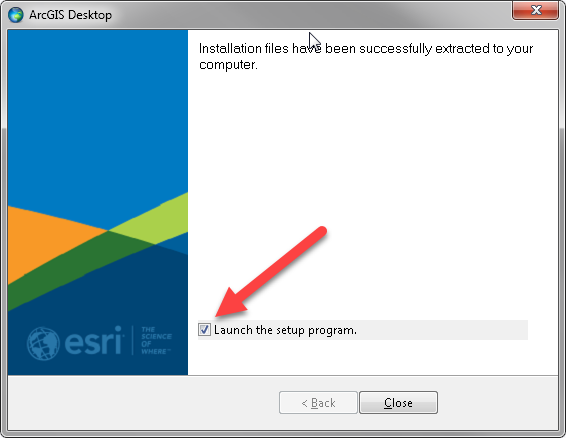 ArcGIS Desktop
Installation files have been successfully extracted to your
computer.
esri
THE
SCIENCE
OF
WHERE™
Launch the setup program.
< Back
Close